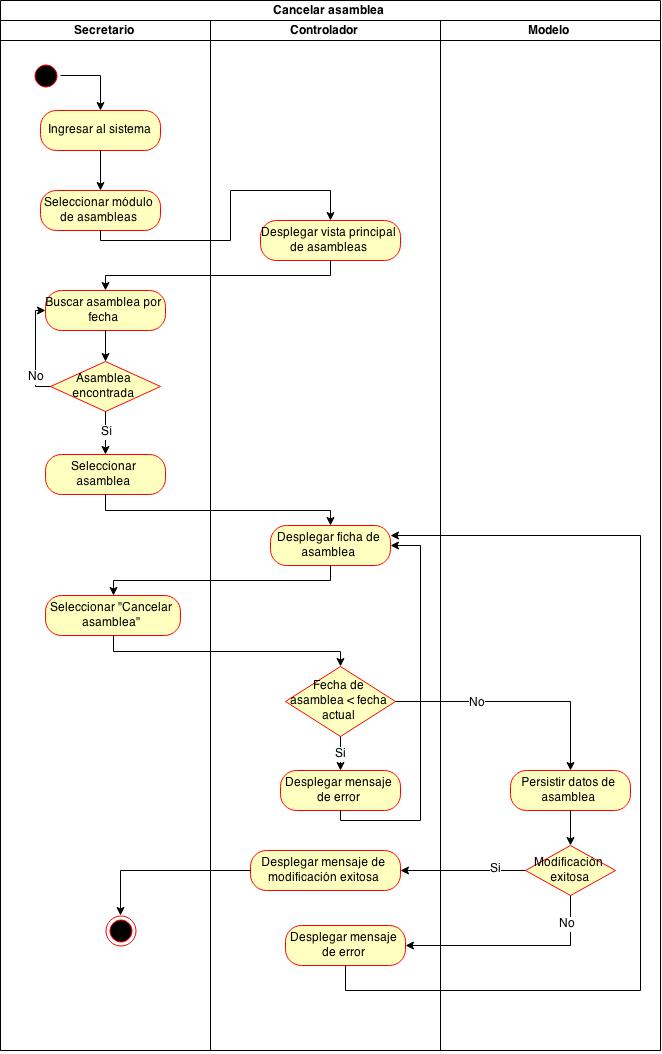 Cancelar asamblea
Secretario
Controlador
Modelo
Ingresar al sistema
Seleccionar módulo
de asambleas
Desplegar vista principal
de asambleas
Buscar asamblea por
fecha
No
Asamblea
encontrada
Si
Seleccionar
asamblea
Desplegar ficha de
asamblea
Seleccionar "Cancelar
asamblea"
Fecha de
asamblea < fecha
actual
No
Si
Desplegar mensaje
de error
Persistir datos de
asamblea
Desplegar mensaje de
modificación exitosa
Si
Modificación
exitosa
No
Desplegar mensaje
de error